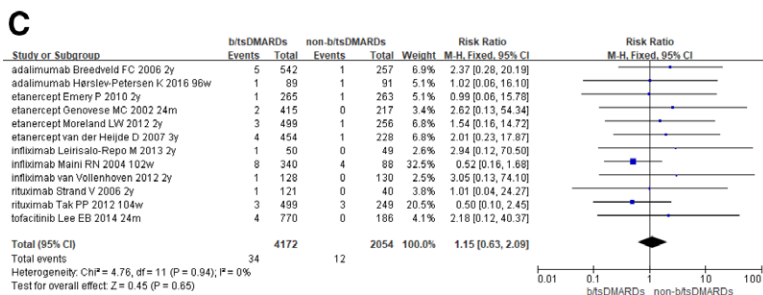 C
b/tsDMARDs non-b/tsDMARDs Risk Ratio Risk Ratio
Study or Subgroup Events Total Events Total Weight M-H, Fixed, 95% CI M-H, Fixed, 95% CI
adalimumab Breedveld FC 2006 2y 5 542 1 257 6.9% 2.37 [0.28, 20.19]
adalimumab Hørslev-Petersen K 2016 96w 1 89 1 91 5.1% 1.02 [0.06, 16.10]
etanercept Emery P 2010 2y 1 265 1 263 5.1% 0.99 [0.06, 15.78]
etanercept Genovese MC 2002 24m 2 415 0 217 3.4% 2.62 [0.13, 54.34]
etanercept Moreland LW 2012 2y 3 499 1 256 6.8% 1.54 [0.16, 14.72]
etanercept van der Heijde D 2007 3y 4 454 1 228 6.8% 2.01 [0.23, 17.87]
infliximab Leirisalo-Repo M 2013 2y 1 50 0 49 2.6% 2.94 [0.12, 70.50]
infliximab Maini RN 2004 102w 8 340 4 88 32.5% 0.52 [0.16, 1.68]
infliximab van Vollenhoven 2012 2y 1 128 0 130 2.5% 3.05 [0.13, 74.10]
rituximab Strand V 2006 2y 1 121 0 40 3.8% 1.01 [0.04, 24.27]
rituximab Tak PP 2012 104w 3 499 3 249 20.5% 0.50 [0.10, 2.45]
tofacitinib Lee EB 2014 24m 4 770 0 186 4.1% 2.18 [0.12, 40.37]
Total (95% CI) 4172 2054 100.0% 1.15 [0.63, 2.09]
Total events 34 12
Heterogeneity: Chi² = 4.76, df = 11 (P = 0.94); I² = 0%
Test for overall effect: Z = 0.45 (P = 0.65)
0.01 0.1 1 10 100
b/tsDMARDs non-b/tsDMARDs